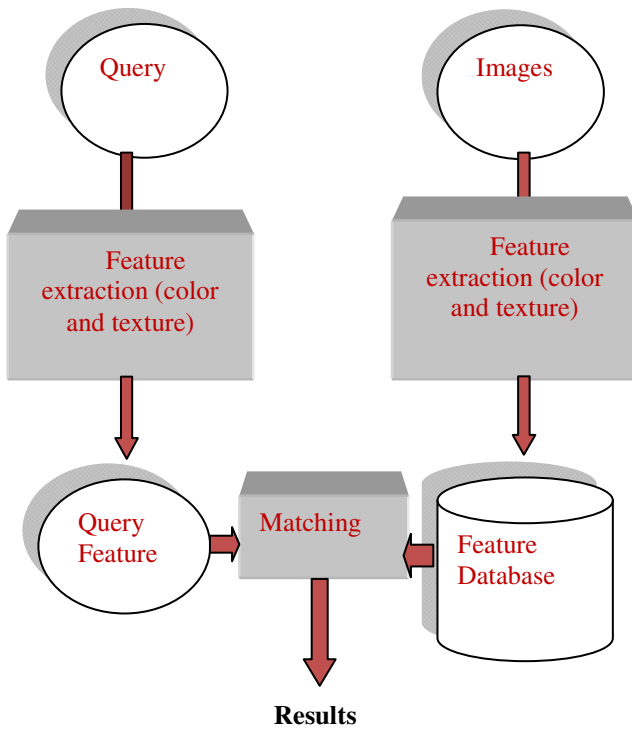 Query
Images
Feature
extraction (color
and texture)
Feature
extraction (color
and texture)
Query
Feature
Matching
Feature
Database
Results